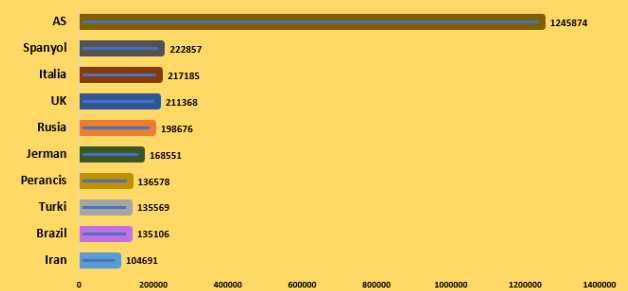 AS 1245874
Spanyol 222857
Italia 217185
UK 211368
Rusia 198676
Jerman 168551
Perancis 136578
Turki 135569
Brazil 135106
Iran 104691
0 200000 400000 600000 800000 1000000 1200000 1400000